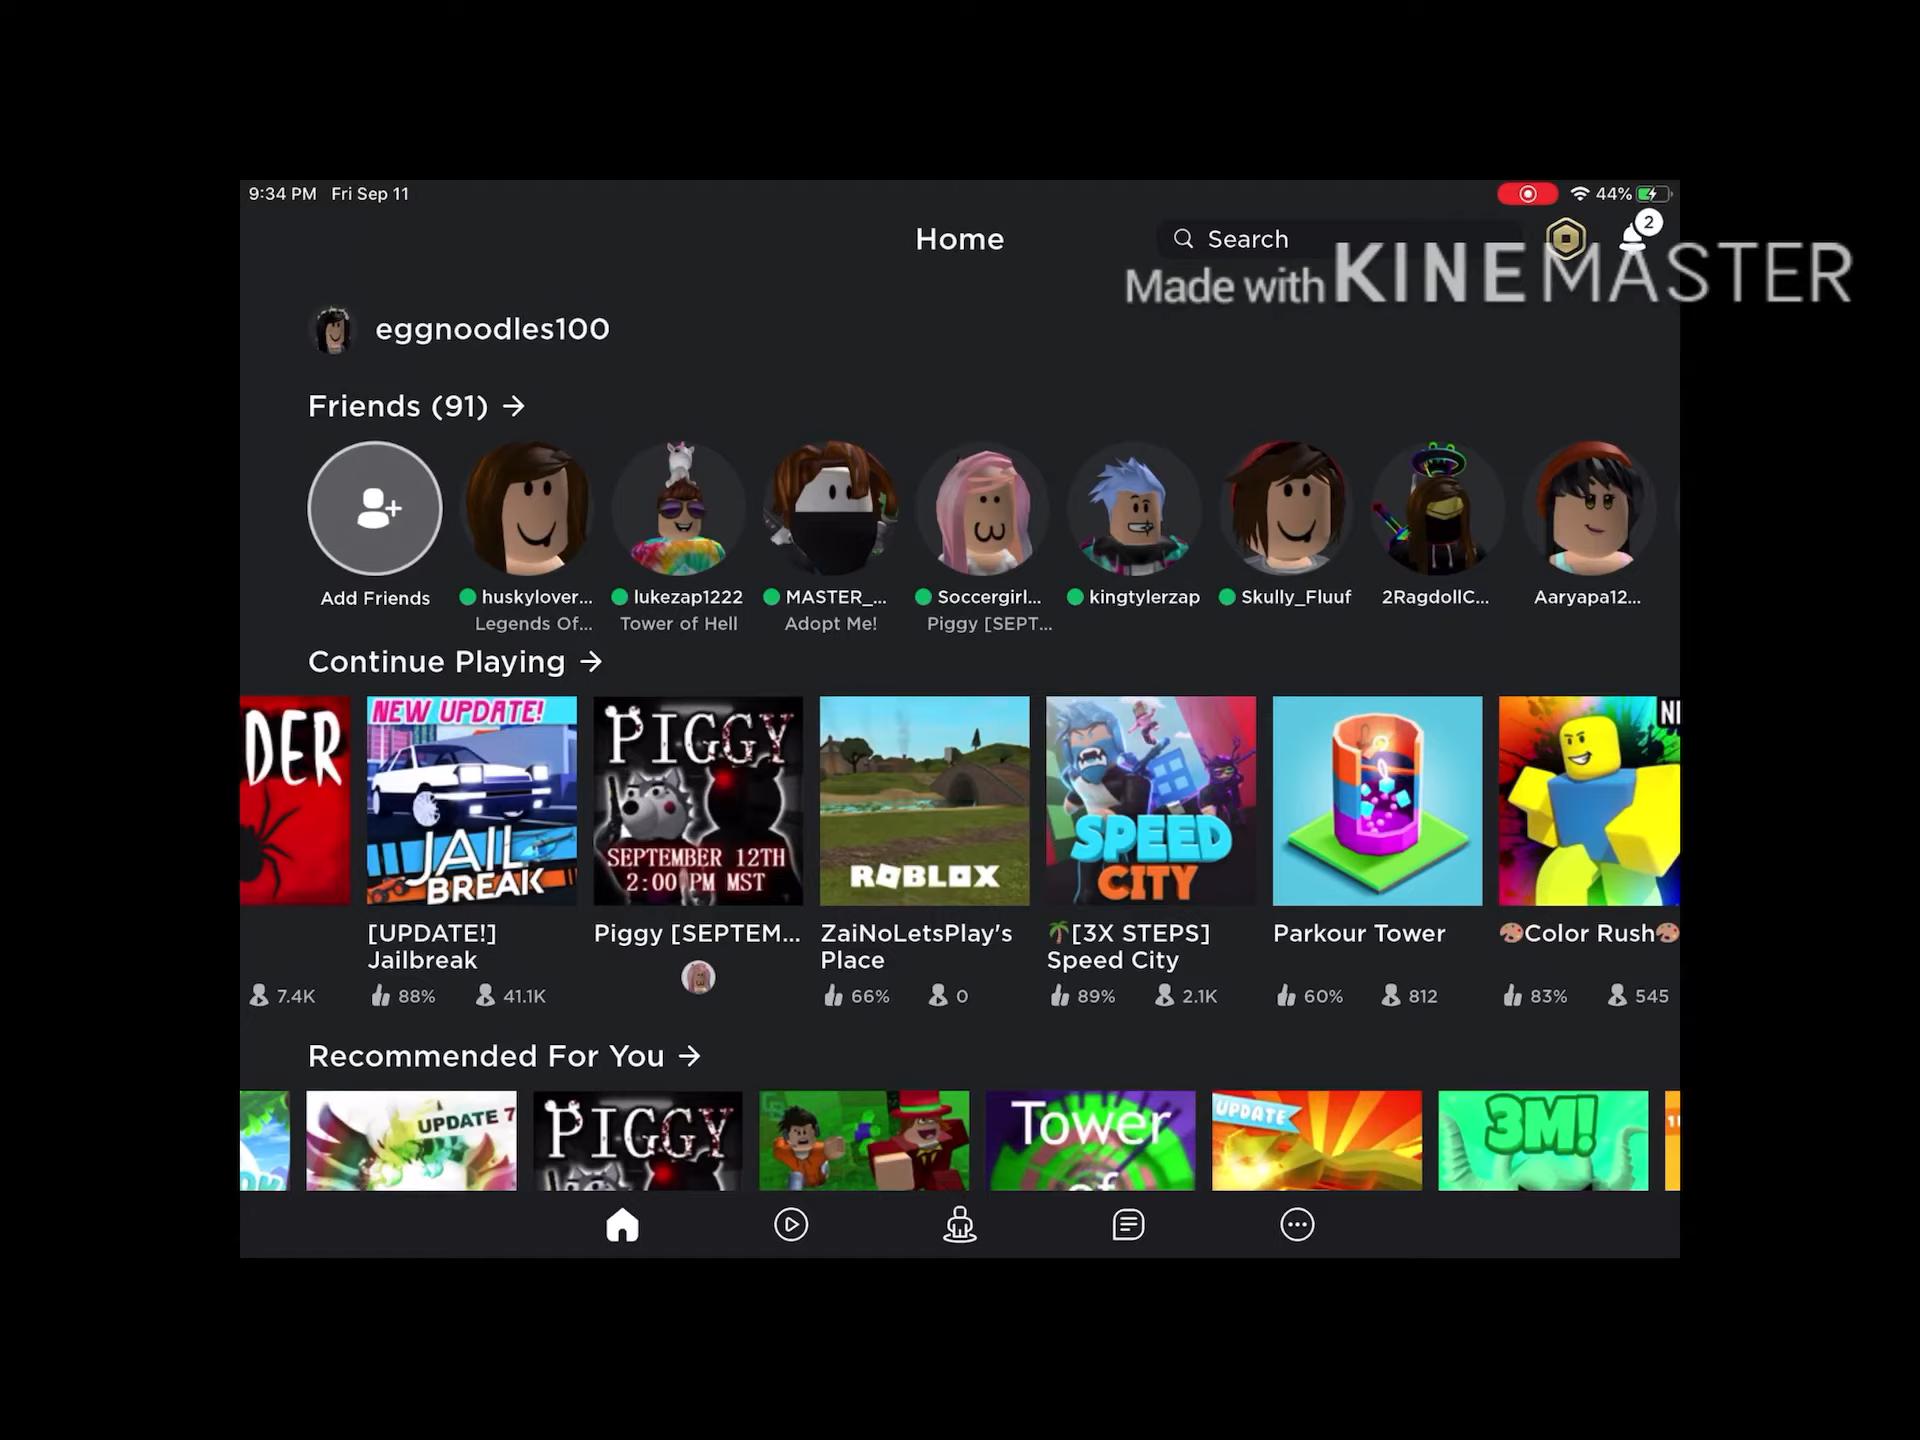 9:34 PM Fri Sep 11
44%
Home
Search
2
Made with KINEMASTER
eggnoodles100
Friends (91) →
Add Friends
huskylover...
Legends Of...
lukezap1222
Tower of Hell
MASTER_...
Adopt Me!
Soccergirl...
Piggy [SEPT...
kingtylerzap
Skully_Fluuf
2RagdollC...
Aaryapa12...
Continue Playing →
DER
7.4K
NEW UPDATE!
JAIL
BREAK
[UPDATE!]
Jailbreak
88% 41.1K
PIGGY
SEPTEMBER 12TH
2:00 PM MST
Piggy [SEPTEM...
ROBLOX
ZaiNoLetsPlay's
Place
66% 0
SPEED
CITY
🌴[3X STEPS]
Speed City
89% 2.1K
Parkour Tower
60% 812
🎨Color Rush🎨
83% 545
Recommended For You →
UPDATE 7
PIGGY
Tower
of
UPDATE
3M!